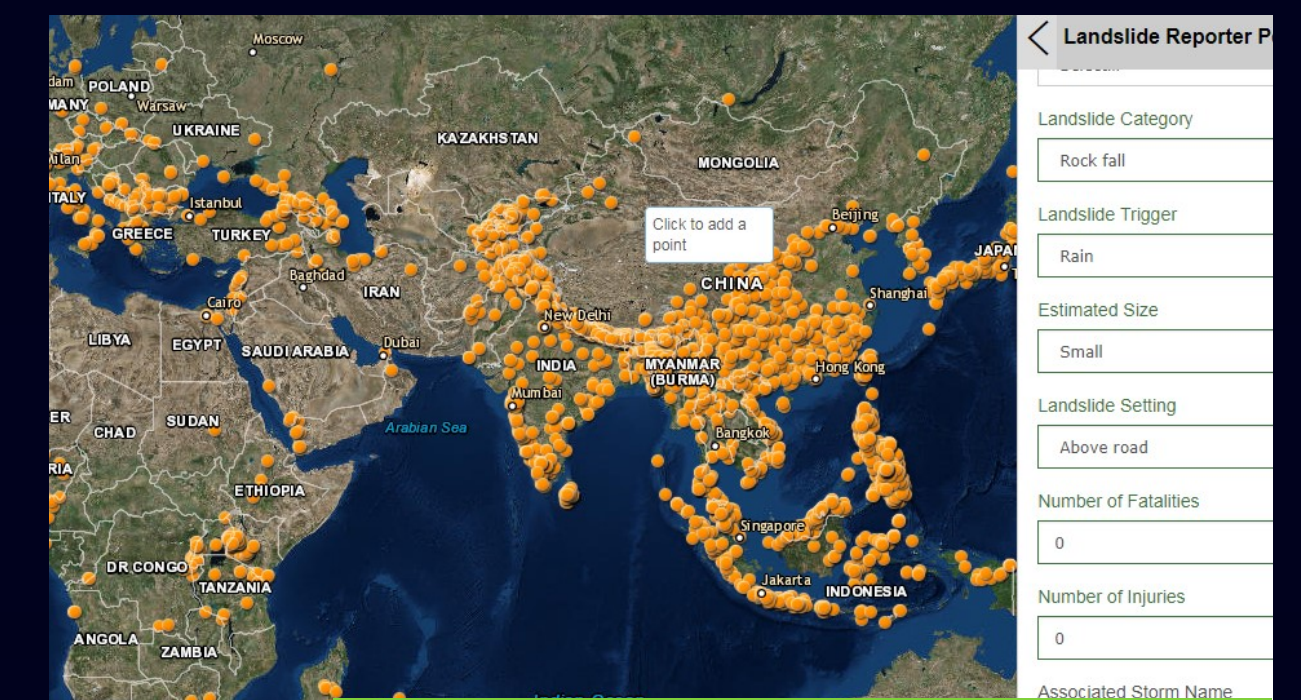 Moscow
POLAND
Warsaw
UKRAINE
KAZAKHSTAN
MONGOLIA
ITALY
Istanbul
GREECE
TURKEY
Click to add a
point
Beijing
Baghdad
IRAN
CHINA
Shanghai
Cairo
New Delhi
LIBYA
EGYPT
SAUDI ARABIA
Dubai
INDIA
MYANMAR
(BURMA)
Hong Kong
Mumbai
SUDAN
CHAD
Arabian Sea
Bangkok
ETHIOPIA
Singapore
DR CONGO
TANZANIA
Jakarta
INDONESIA
ANGOLA
ZAMBIA
Landslide Reporter
Landslide Category
Rock fall
Landslide Trigger
Rain
Estimated Size
Small
Landslide Setting
Above road
Number of Fatalities
0
Number of Injuries
0
Associated Storm Name